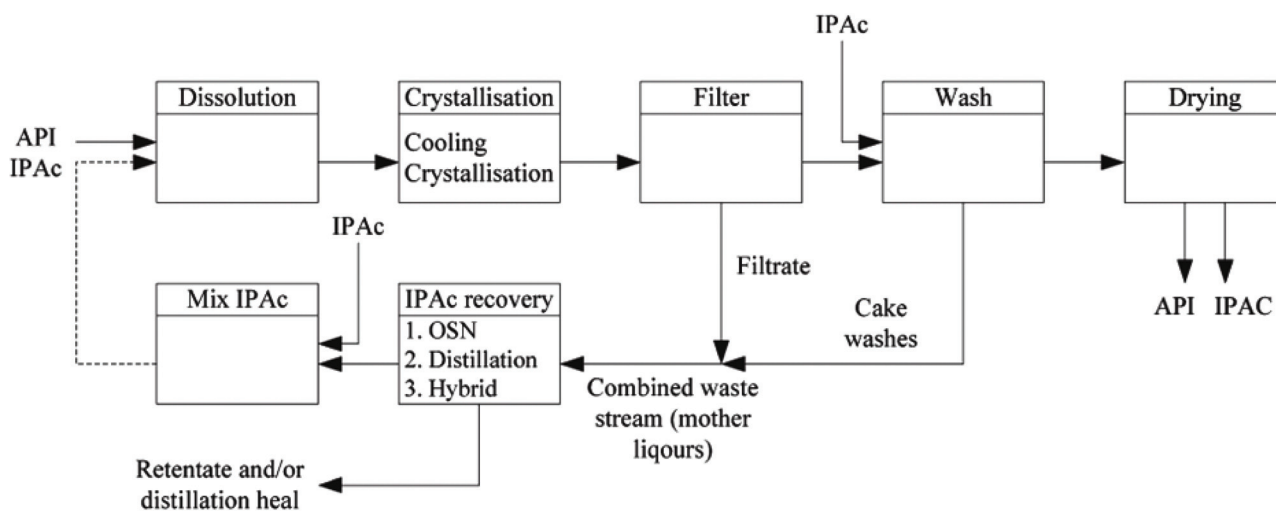 IPAc
Dissolution
Crystallisation
Filter
Wash
Drying
API
IPAc
Cooling
Crystallisation
IPAc
Filtrate
Cake
washes
API
IPAC
Mix IPAc
IPAc recovery
1. OSN
2. Distillation
3. Hybrid
Combined waste
stream (mother
liqours)
Retentate and/or
distillation heal